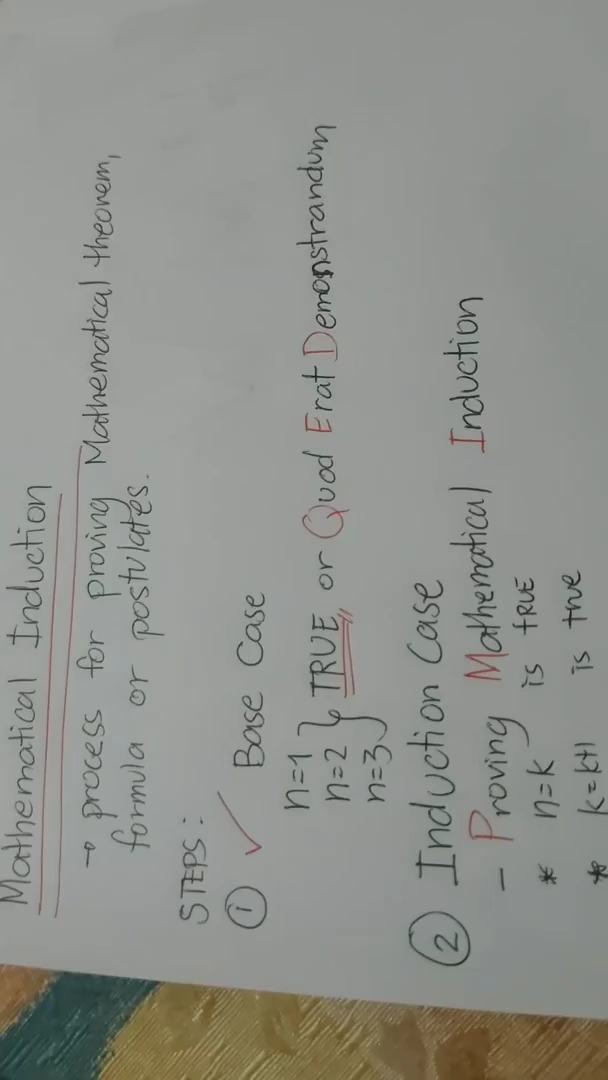 Mathematical Induction
→ process for proving Mathematical theorem,
formula or postulates.
STEPS:
① ✓ Base Case
n=1
n=2 } TRUE or Quod Erat Demonstrandum
n=3
② Induction Case
- Proving Mathematical Induction
* n=k is tRUE
* k=k+1 is true